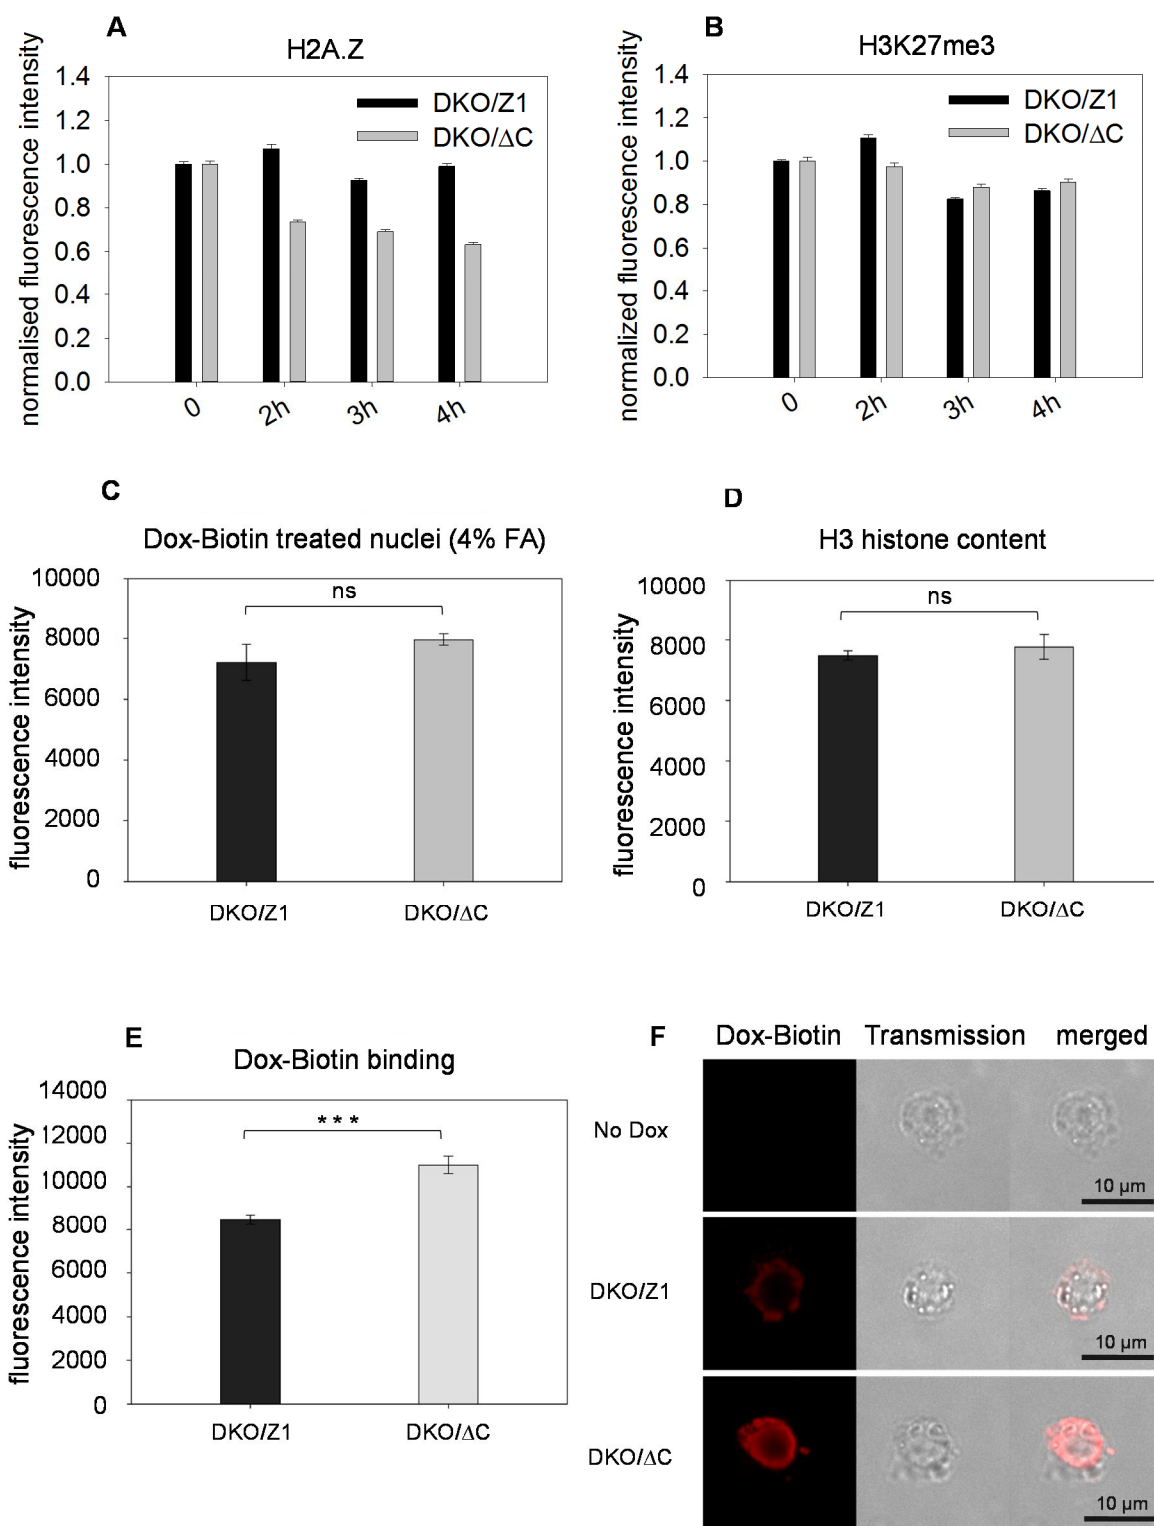 A
H2A.Z
normalised fluorescence intensity
1.4
1.2
1.0
0.8
0.6
0.4
0.2
0.0
DKO/Z1
DKO/ΔC
0 2h 3h 4h
B
H3K27me3
normalized fluorescence intensity
1.4
1.2
1.0
0.8
0.6
0.4
0.2
0.0
DKO/Z1
DKO/ΔC
0 2h 3h 4h
C
Dox-Biotin treated nuclei (4% FA)
fluorescence intensity
10000
8000
6000
4000
2000
0
ns
DKO/Z1 DKO/ΔC
D
H3 histone content
fluorescence intensity
10000
8000
6000
4000
2000
0
ns
DKO/Z1 DKO/ΔC
E
Dox-Biotin binding
fluorescence intensity
14000
12000
10000
8000
6000
4000
2000
0
***
DKO/Z1 DKO/ΔC
F
Dox-Biotin Transmission merged
No Dox
10 µm
DKO/Z1
10 µm
DKO/ΔC
10 µm